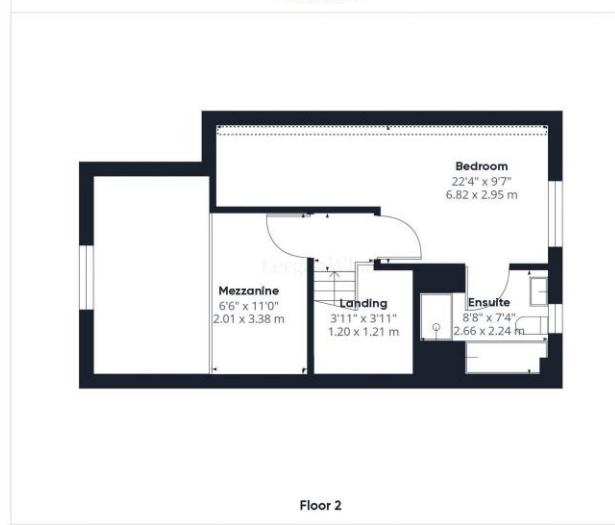 Bedroom
22'4" x 9'7"
6.82 x 2.95 m
Mezzanine
6'6" x 11'0"
2.01 x 3.38 m
Landing
3'11" x 3'11"
1.20 x 1.21 m
Ensuite
8'8" x 7'4"
2.66 x 2.24 m
Floor 2